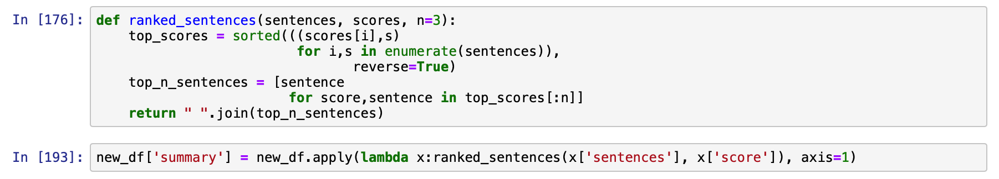 In [176]: def ranked_sentences(sentences, scores, n=3):
    top_scores = sorted(((scores[i],s)
                         for i,s in enumerate(sentences)),
                                reverse=True)
    top_n_sentences = [sentence
                        for score,sentence in top_scores[:n]]
    return " ".join(top_n_sentences)
In [193]: new_df['summary'] = new_df.apply(lambda x:ranked_sentences(x['sentences'], x['score']), axis=1)